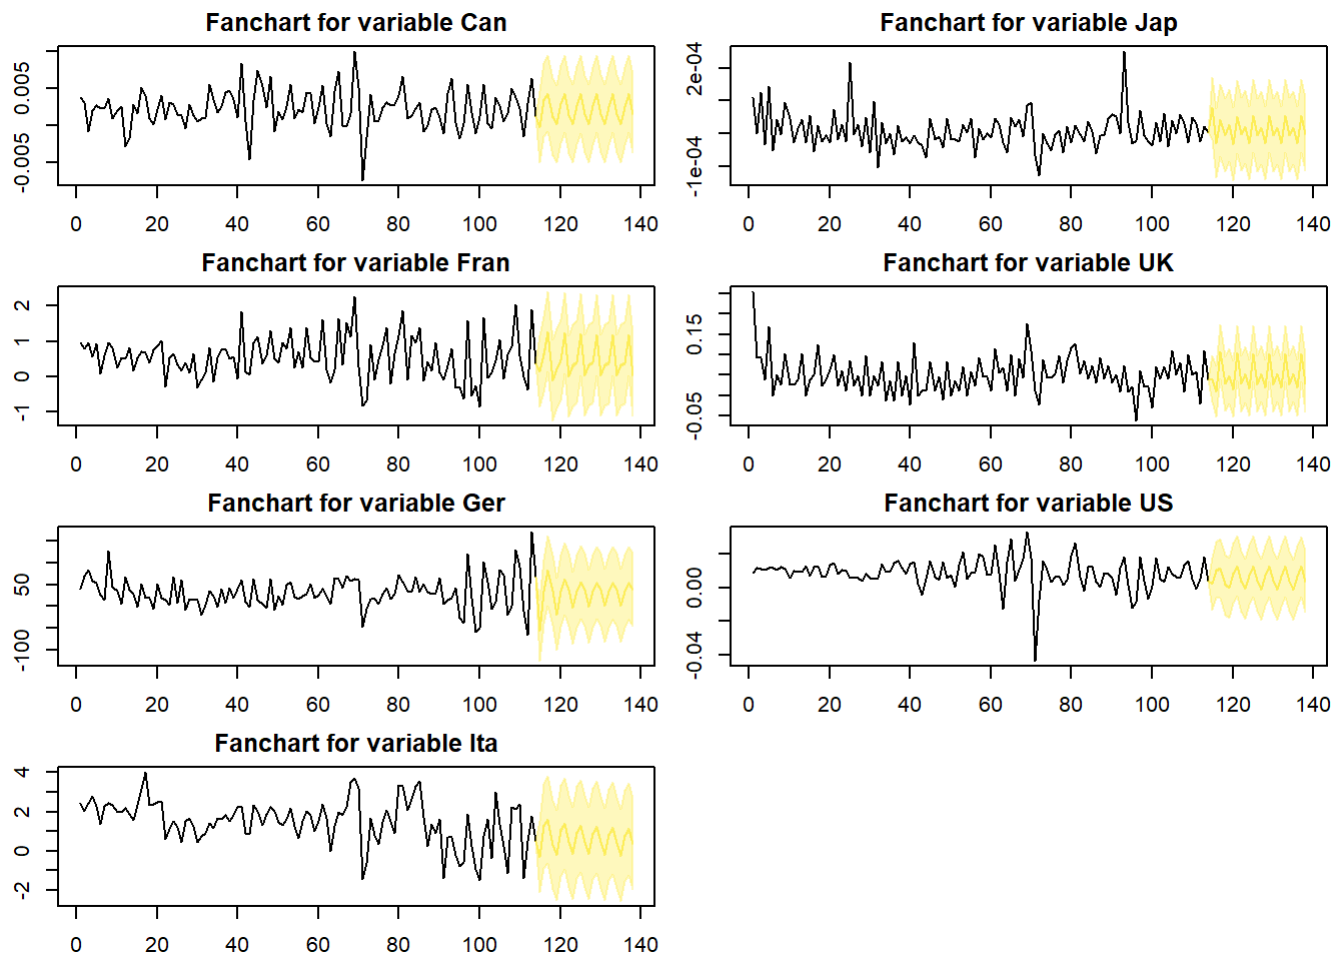 Fanchart for variable Can
0.005
-0.005
0 20 40 60 80 100 120 140
Fanchart for variable Jap
2e-04
-1e-04
0 20 40 60 80 100 120 140
Fanchart for variable Fran
2
1
0
-1
0 20 40 60 80 100 120 140
Fanchart for variable UK
0.15
-0.05
0 20 40 60 80 100 120 140
Fanchart for variable Ger
50
-100
0 20 40 60 80 100 120 140
Fanchart for variable US
0.00
-0.04
0 20 40 60 80 100 120 140
Fanchart for variable Ita
4
2
0
-2
0 20 40 60 80 100 120 140